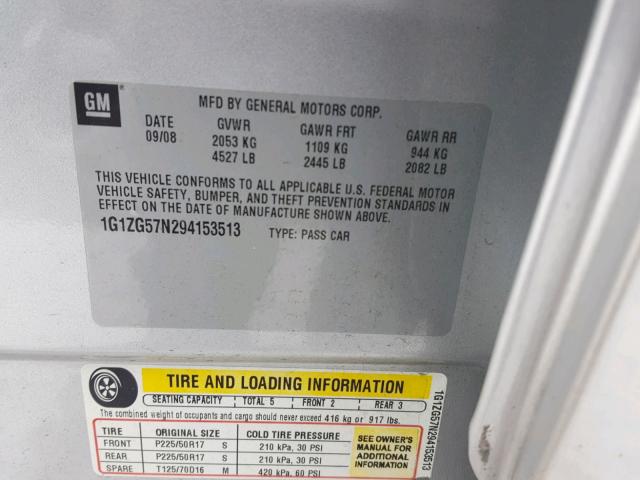 GM
MFD BY GENERAL MOTORS CORP.
DATE GVWR GAWR FRT GAWR RR
09/08 2053 KG 1109 KG 944 KG
4527 LB 2445 LB 2082 LB
THIS VEHICLE CONFORMS TO ALL APPLICABLE U.S. FEDERAL MOTOR
VEHICLE SAFETY, BUMPER, AND THEFT PREVENTION STANDARDS IN
EFFECT ON THE DATE OF MANUFACTURE SHOWN ABOVE.
1G1ZG57N294153513 TYPE: PASS CAR
TIRE AND LOADING INFORMATION
SEATING CAPACITY TOTAL 5 FRONT 2 REAR 3
The combined weight of occupants and cargo should never exceed 416 kg or 917 lbs.
TIRE ORIGINAL SIZE COLD TIRE PRESSURE
FRONT P225/50R17 S 210 kPa, 30 PSI
REAR P225/50R17 S 210 kPa, 30 PSI
SPARE T125/70D16 M 420 kPa, 60 PSI
SEE OWNER'S
MANUAL FOR
ADDITIONAL
INFORMATION
1G1ZG57N294153513